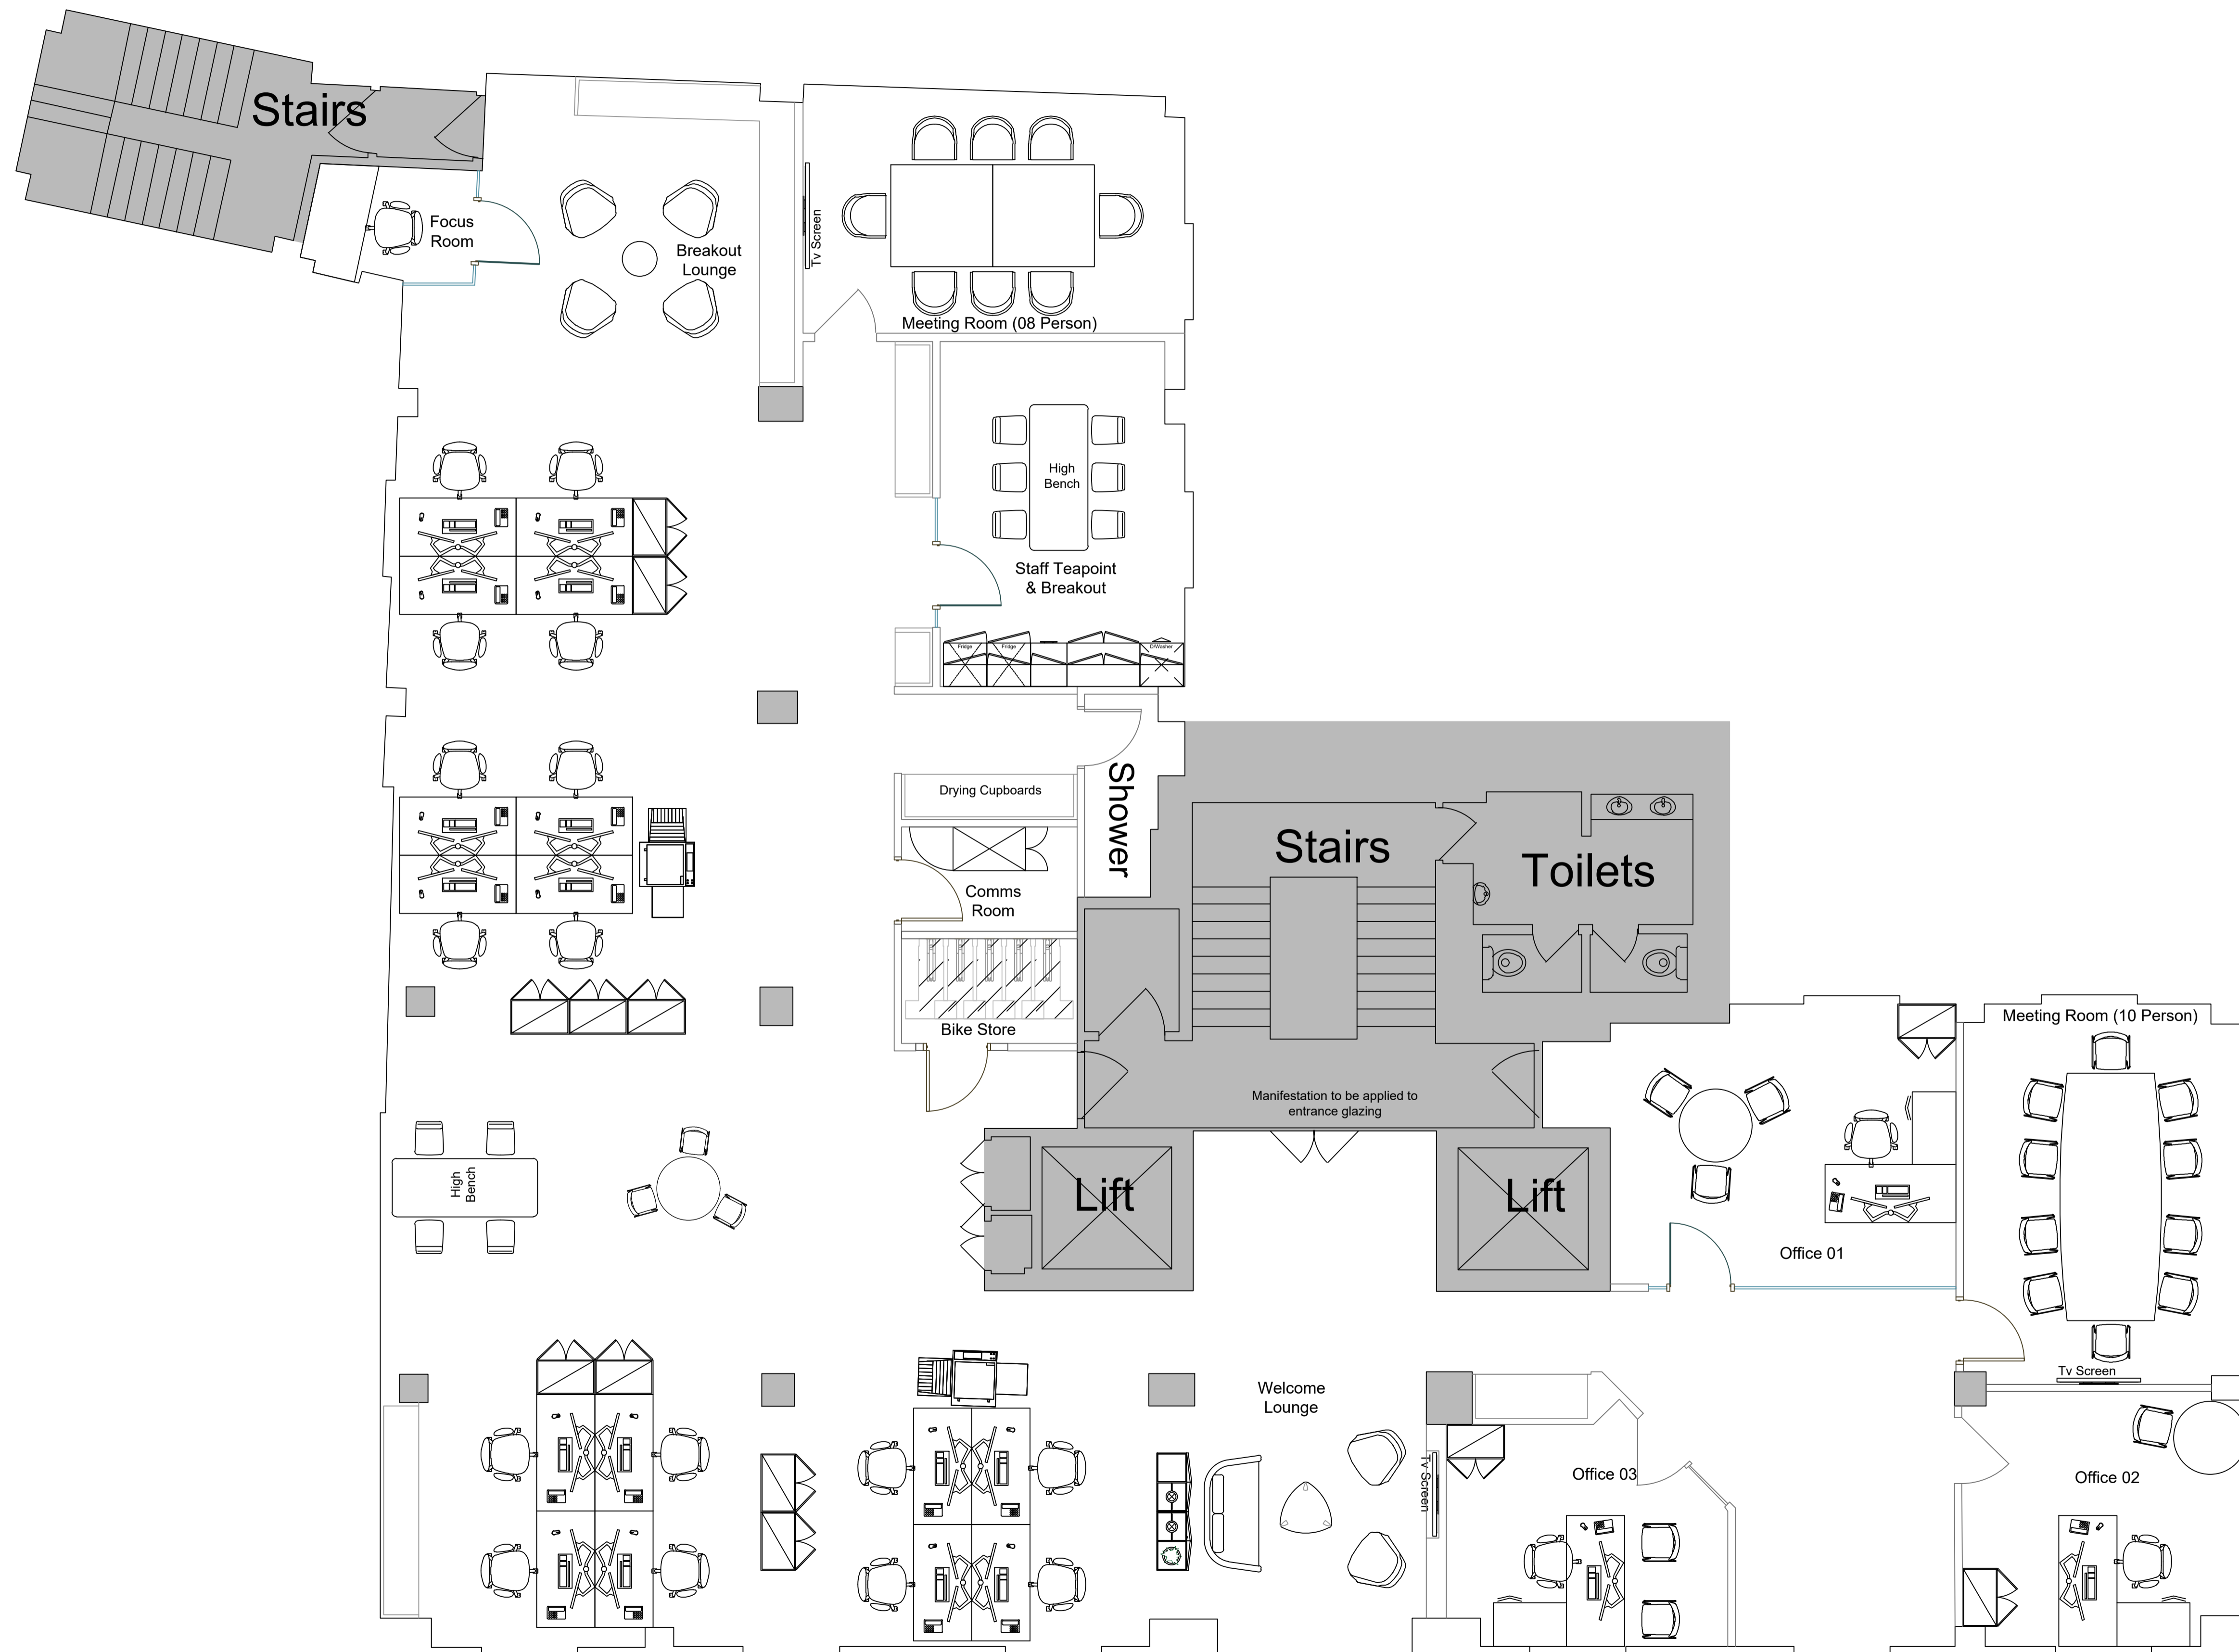 Stairs
Focus
Room
Breakout
Lounge
Tv Screen
Meeting Room (08 Person)
High
Bench
Staff Teapoint
& Breakout
Fridge
Fridge
D/Washer
Shower
Drying Cupboards
Comms
Room
Bike Store
Stairs
Toilets
Manifestation to be applied to
entrance glazing
Lift
Lift
High
Bench
Office 01
Meeting Room (10 Person)
Tv Screen
Welcome
Lounge
Tv Screen
Office 03
Office 02